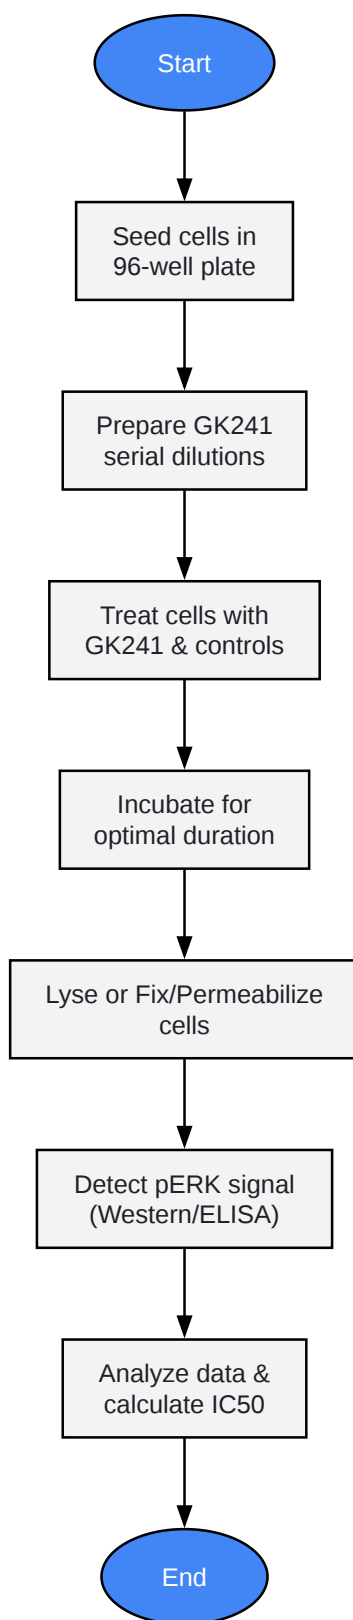 Start
Seed cells in
96-well plate
Prepare GK241
serial dilutions
Treat cells with
GK241 & controls
Incubate for
optimal duration
Lyse or Fix/Permeabilize
cells
Detect pERK signal
(Western/ELISA)
Analyze data &
calculate IC50
End